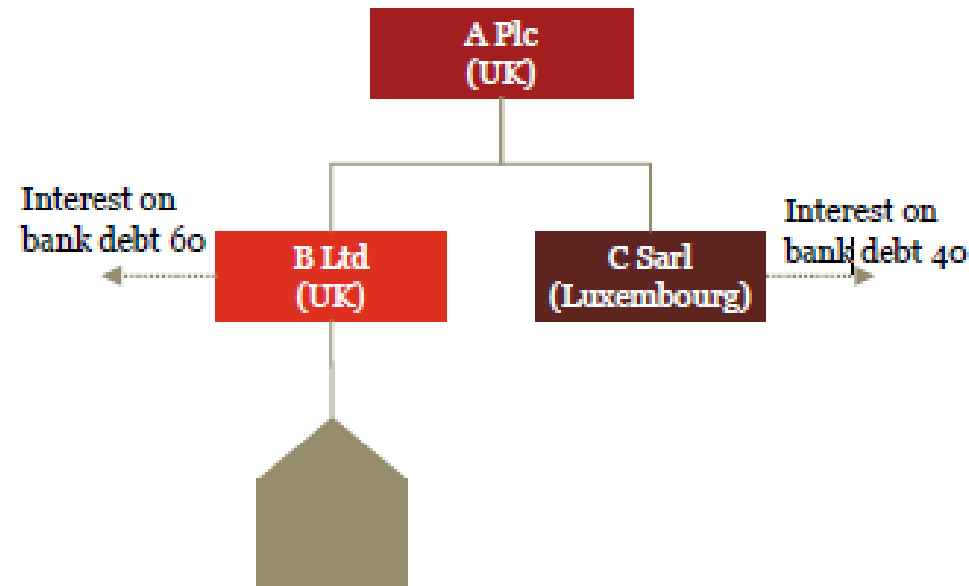 A Plc
(UK)
Interest on
bank debt 60
B Ltd
(UK)
C Sarl
(Luxembourg)
Interest on
bank debt 40